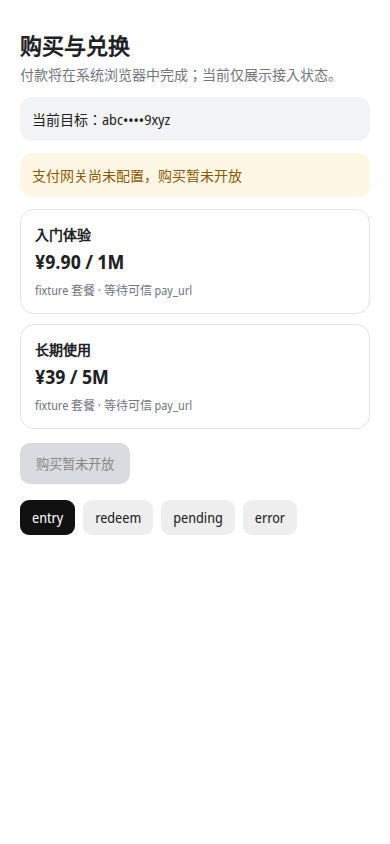 购买与兑换
付款将在系统浏览器中完成；当前仅展示接入状态。
当前目标：abc••••9xyz
支付网关尚未配置，购买暂未开放
入门体验
¥9.90 / 1M
fixture 套餐 · 等待可信 pay_url
长期使用
¥39 / 5M
fixture 套餐 · 等待可信 pay_url
购买暂未开放
entry redeem pending error